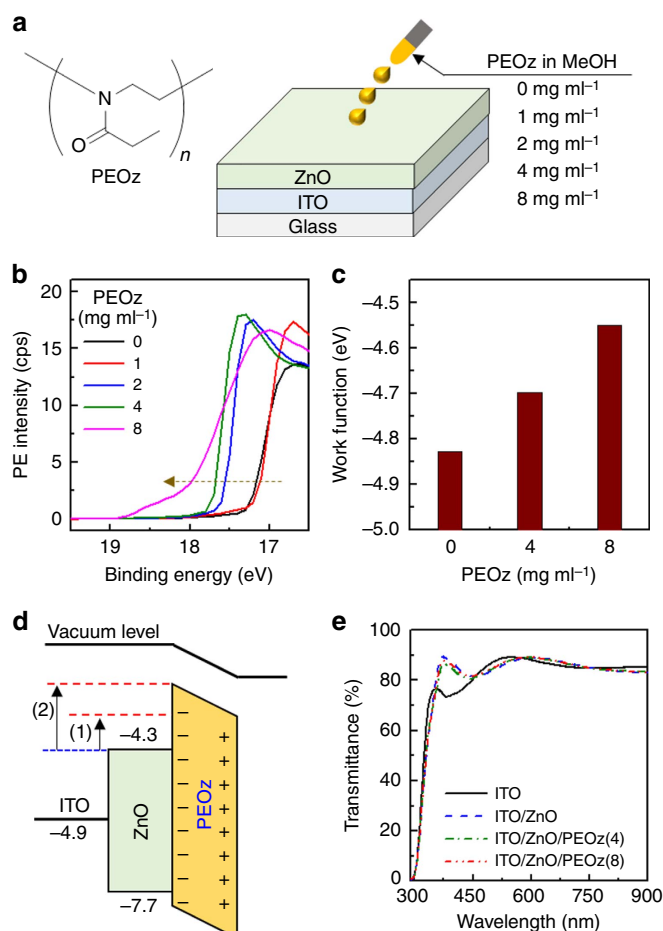 a
N
O
n
PEOz
PEOz in MeOH
0 mg ml⁻¹
1 mg ml⁻¹
2 mg ml⁻¹
4 mg ml⁻¹
8 mg ml⁻¹
ZnO
ITO
Glass
b
PE intensity (cps)
20
15
10
5
0
PEOz
(mg ml⁻¹)
0
1
2
4
8
19 18 17
Binding energy (eV)
c
Work function (eV)
−4.5
−4.6
−4.7
−4.8
−4.9
−5.0
0 4 8
PEOz (mg ml⁻¹)
d
Vacuum level
(2)
(1)
−4.3
ITO
−4.9
ZnO
−7.7
PEOz
− − − − − − − − −
+ + + + + + + +
e
Transmittance (%)
100
80
60
40
20
0
ITO
ITO/ZnO
ITO/ZnO/PEOz(4)
ITO/ZnO/PEOz(8)
300 450 600 750 900
Wavelength (nm)